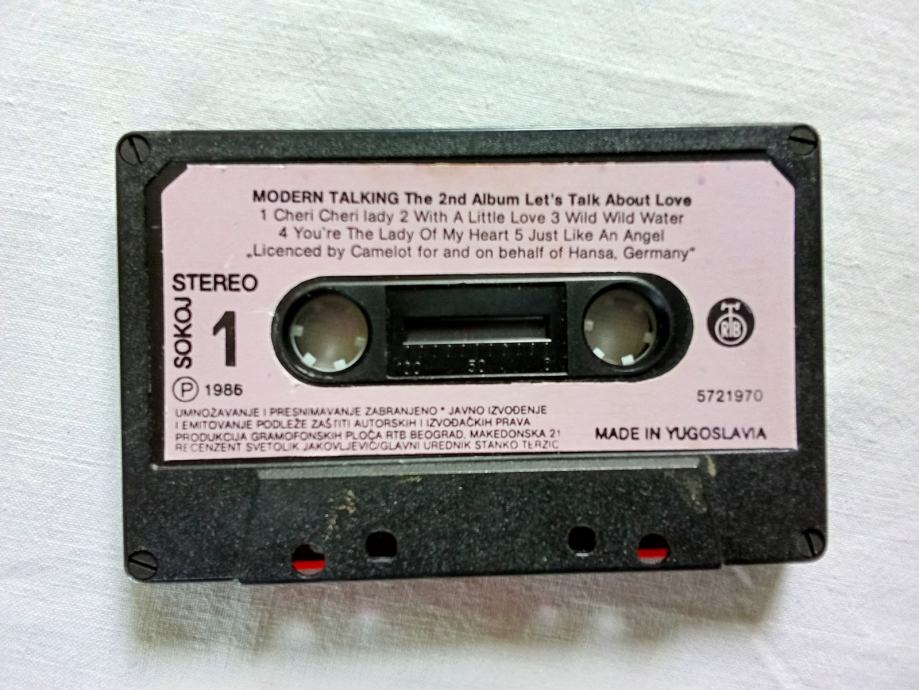 MODERN TALKING The 2nd Album Let's Talk About Love
1 Cheri Cheri lady 2 With A Little Love 3 Wild Wild Water
4 You're The Lady Of My Heart 5 Just Like An Angel
„Licenced by Camelot for and on behalf of Hansa, Germany"
STEREO
SOKOJ
1
RTB
100 50 0
Ⓟ 1986
5721970
UMNOŽAVANJE I PRESNIMAVANJE ZABRANJENO * JAVNO IZVOĐENJE
I EMITOVANJE PODLEŽE ZAŠTITI AUTORSKIH I IZVOĐAČKIH PRAVA
PRODUKCIJA GRAMOFONSKIH PLOČA RTB BEOGRAD, MAKEDONSKA 21
RECENZENT SVETOLIK JAKOVLJEVIĆ/GLAVNI UREDNIK STANKO TERZIĆ
MADE IN YUGOSLAVIA